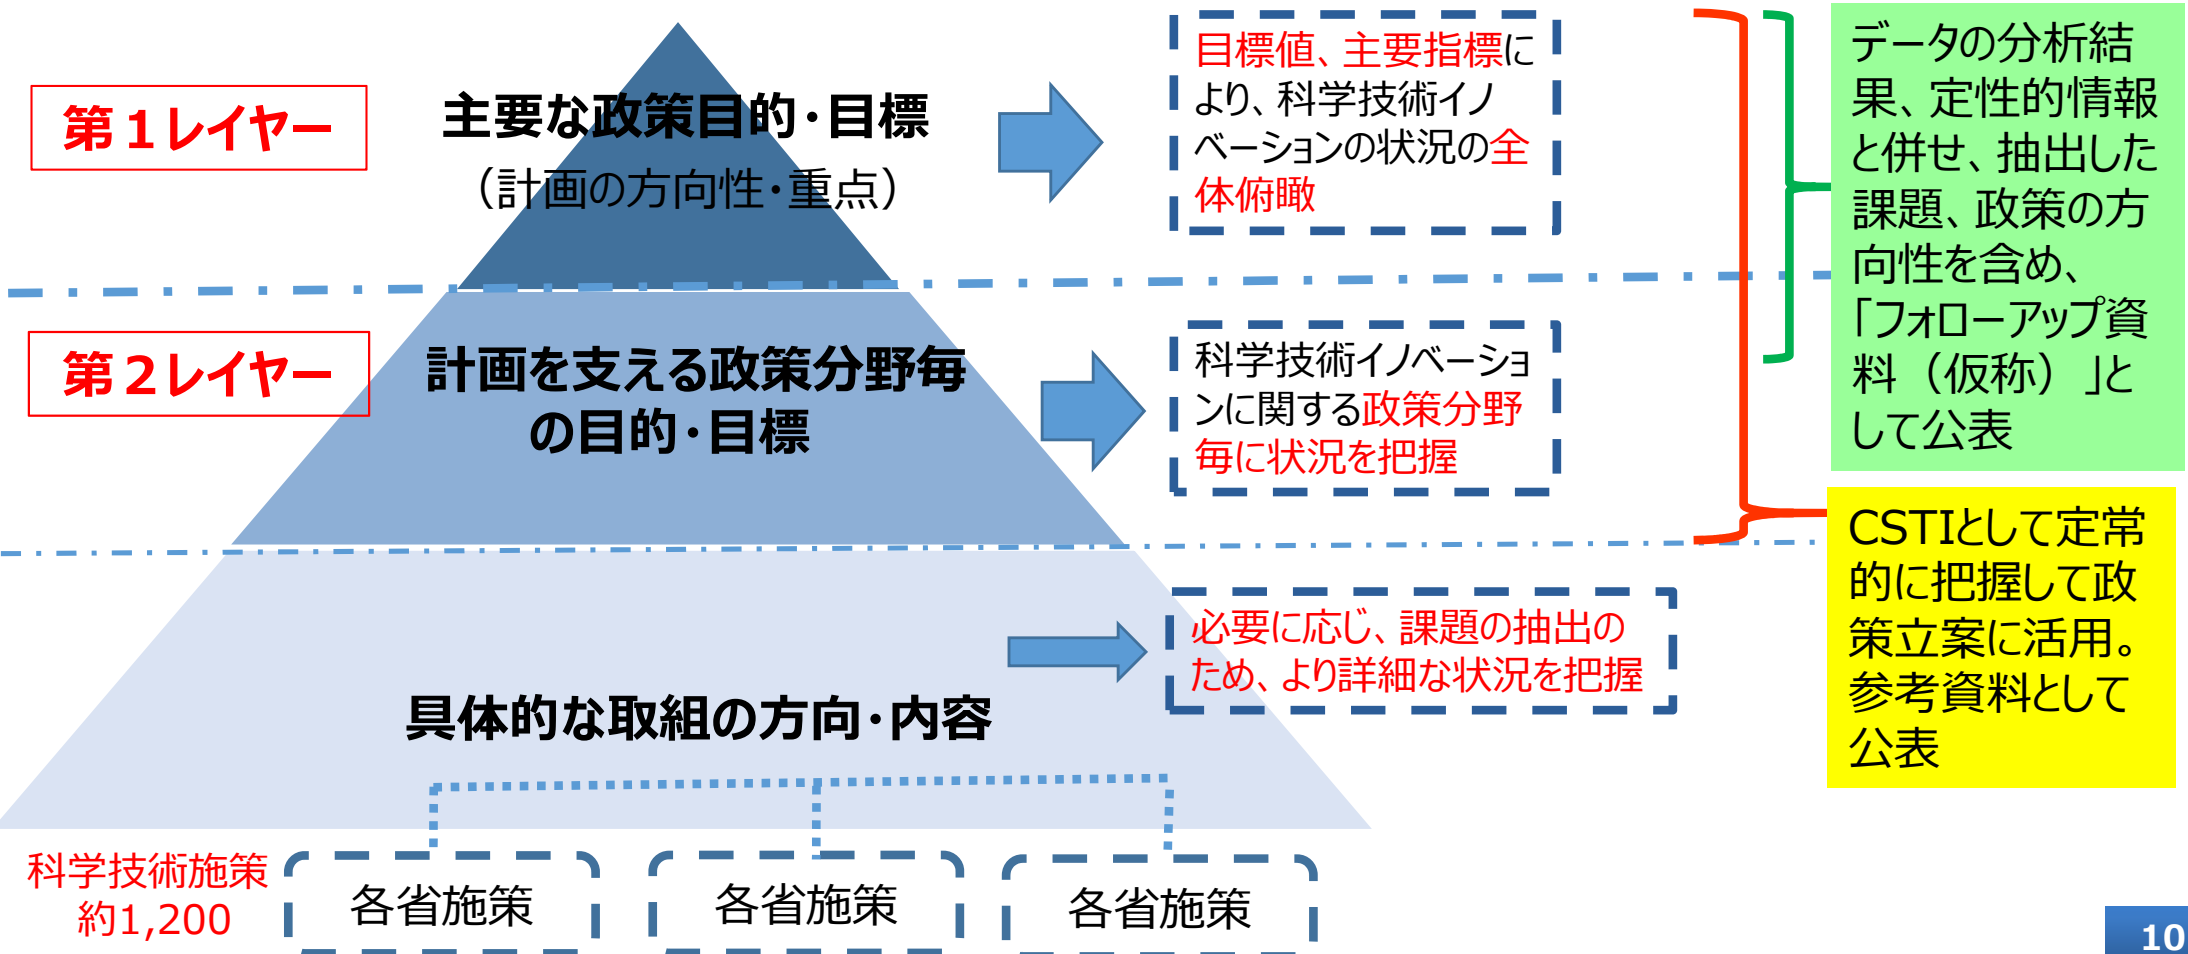 第1レイヤー
主要な政策目的・目標
（計画の方向性・重点）
目標値、主要指標に
より、科学技術イノ
ベーションの状況の全
体俯瞰
データの分析結
果、定性的情報
と併せ、抽出した
課題、政策の方
向性を含め、
「フォローアップ資
料（仮称）」と
して公表
第2レイヤー
計画を支える政策分野毎
の目的・目標
科学技術イノベーショ
ンに関する政策分野
毎に状況を把握
CSTIとして定常
的に把握して政
策立案に活用。
参考資料として
公表
具体的な取組の方向・内容
必要に応じ、課題の抽出の
ため、より詳細な状況を把握
科学技術施策
約1,200
各省施策
各省施策
各省施策
10